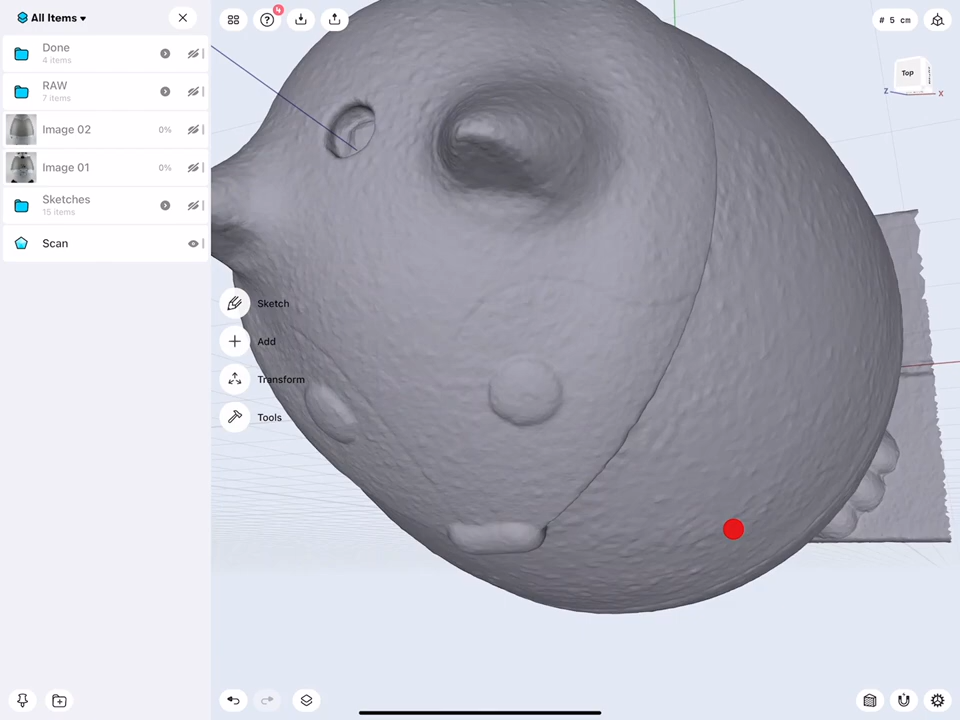 All Items
Done
4 items
RAW
7 items
Image 02 0%
Image 01 0%
Sketches
15 items
Scan
4
# 5 cm
Top
Z
X
Sketch
Add
Transform
Tools